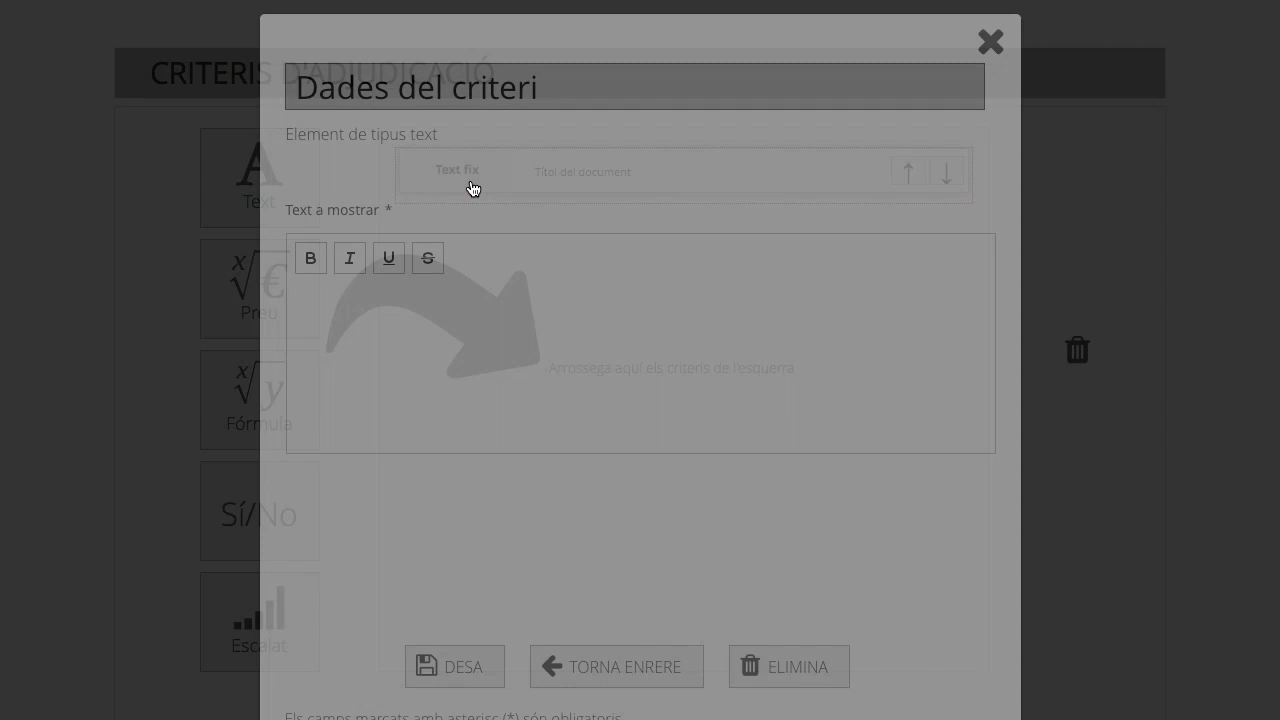 CRITERIS D'ADJUDICACIÓ
Dades del criteri
Element de tipus text
A
Text
Text fix
Títol del document
Text a mostrar *
B I U S
x√€
Preu
Arrossega aquí els criteris de l'esquerra
x√y
Fórmula
Sí/No
Escalat
DESA
TORNA ENRERE
ELIMINA
Els camps marcats amb asterisc (*) són obligatoris